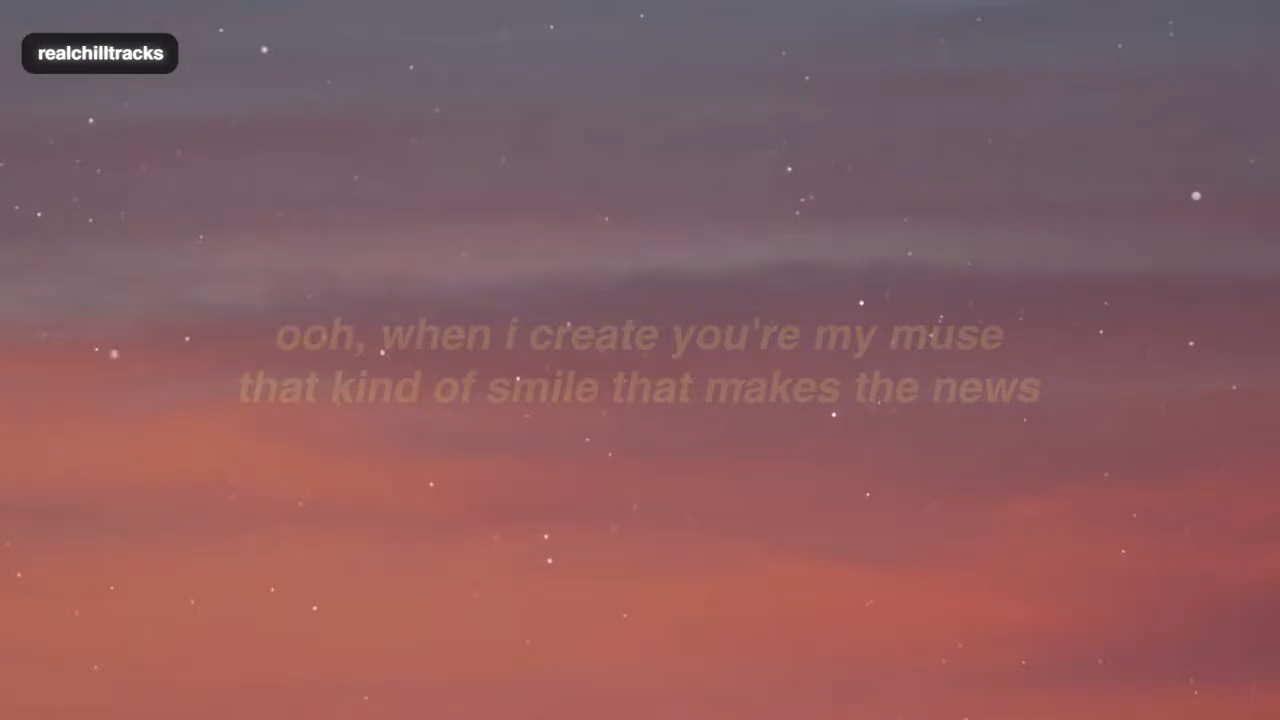 realchilltracks
ooh, when i create you're my muse
that kind of smile that makes the news